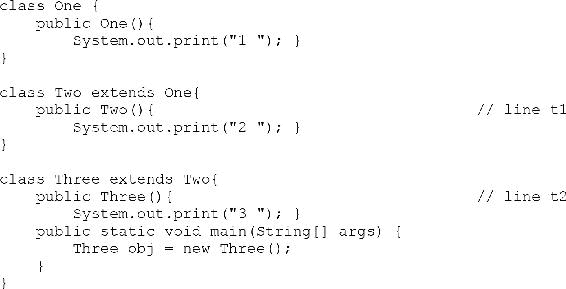 class One {
    public One(){
        System.out.print("1 "); }
}
class Two extends One{
    public Two(){                                    // line t1
        System.out.print("2 "); }
}
class Three extends Two{
    public Three(){                                  // line t2
        System.out.print("3 "); }
    public static void main(String[] args) {
        Three obj = new Three();
    }
}